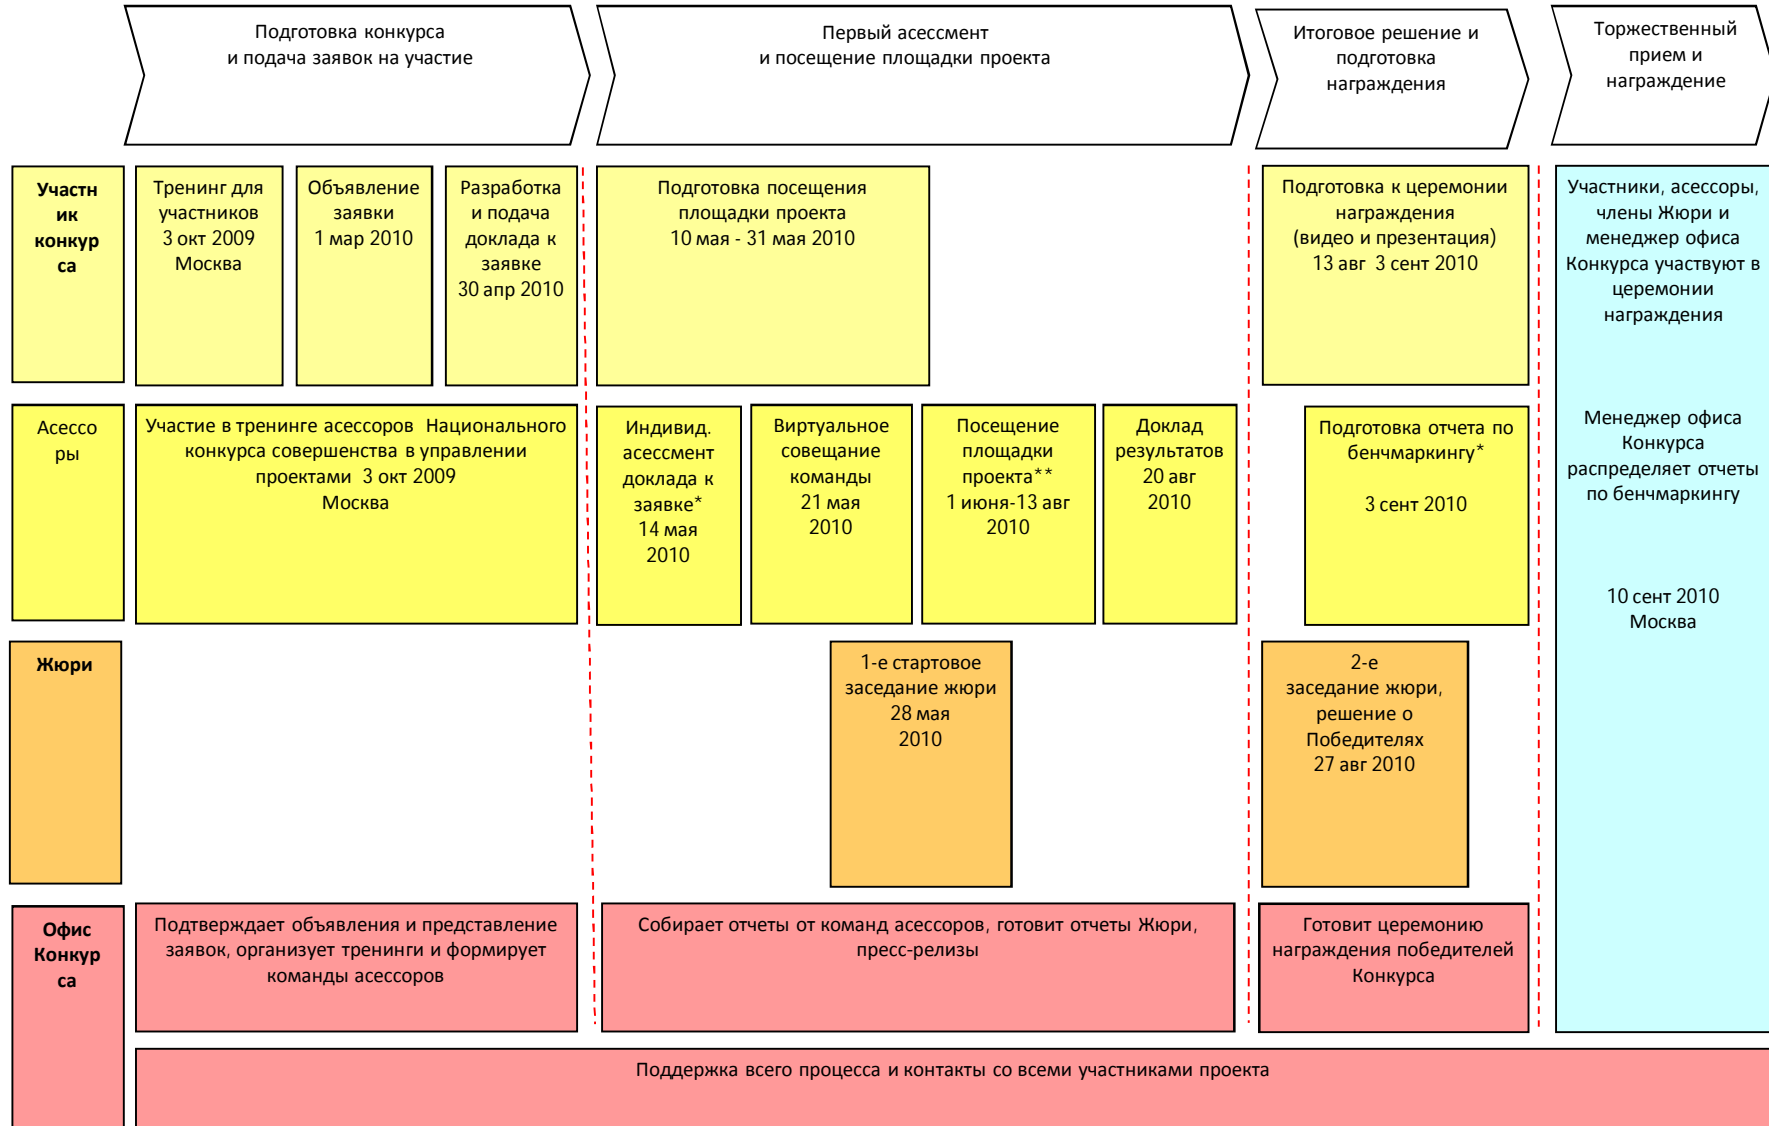 Подготовка конкурса
и подача заявок на участие
Первый асессмент
и посещение площадки проекта
Итоговое решение и
подготовка
награждения
Торжественный
прием и
награждение
Участн
ик
конкур
са
Тренинг для
участников
3 окт 2009
Москва
Объявление
заявки
1 мар 2010
Разработка
и подача
доклада к
заявке
30 апр 2010
Подготовка посещения
площадки проекта
10 мая - 31 мая 2010
Подготовка к церемонии
награждения
(видео и презентация)
13 авг 3 сент 2010
Участники, асессоры,
члены Жюри и
менеджер офиса
Конкурса участвуют в
церемонии
награждения
Менеджер офиса
Конкурса
распределяет отчеты
по бенчмаркингу
10 сент 2010
Москва
Асессо
ры
Участие в тренинге асессоров Национального
конкурса совершенства в управлении
проектами 3 окт 2009
Москва
Индивид.
асессмент
доклада к
заявке*
14 мая
2010
Виртуальное
совещание
команды
21 мая
2010
Посещение
площадки
проекта**
1 июня-13 авг
2010
Доклад
результатов
20 авг
2010
Подготовка отчета по
бенчмаркингу*
3 сент 2010
Жюри
1-е стартовое
заседание жюри
28 мая
2010
2-е
заседание жюри,
решение о
Победителях
27 авг 2010
Офис
Конкур
са
Подтверждает объявления и представление
заявок, организует тренинги и формирует
команды асессоров
Собирает отчеты от команд асессоров, готовит отчеты Жюри,
пресс-релизы
Готовит церемонию
награждения победителей
Конкурса
Поддержка всего процесса и контакты со всеми участниками проекта